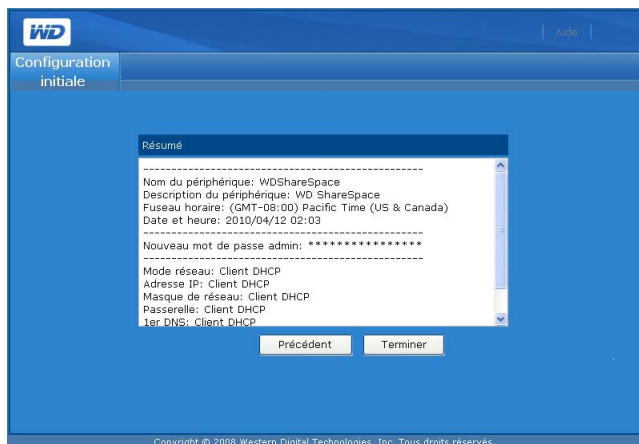 WD
Aide
Configuration
initiale
Résumé
----------------------------------------------------
Nom du périphérique: WDShareSpace
Description du périphérique: WD ShareSpace
Fuseau horaire: (GMT-08:00) Pacific Time (US & Canada)
Date et heure: 2010/04/12 02:03
----------------------------------------------------
Nouveau mot de passe admin: ****************
----------------------------------------------------
Mode réseau: Client DHCP
Adresse IP: Client DHCP
Masque de réseau: Client DHCP
Passerelle: Client DHCP
1er DNS: Client DHCP
Précédent
Terminer
Copyright © 2008 Western Digital Technologies, Inc. Tous droits réservés.